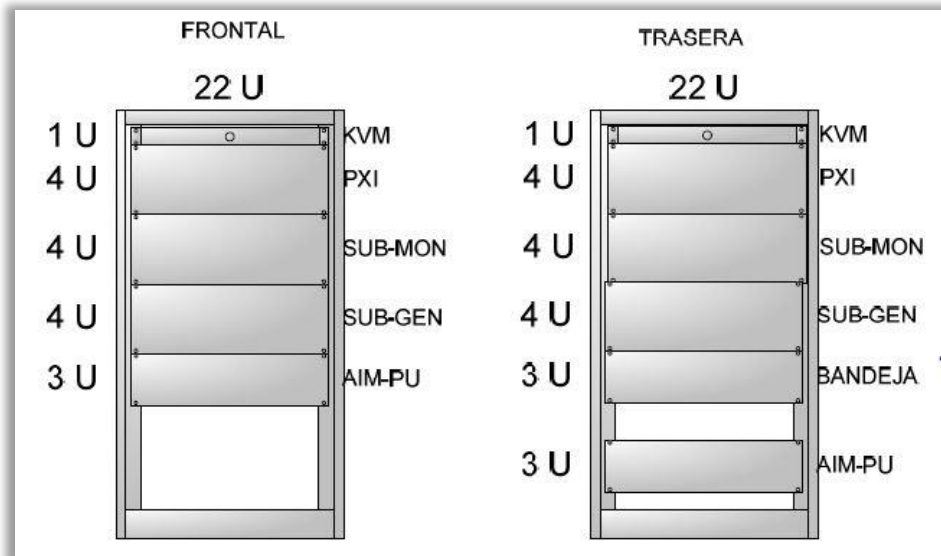 FRONTAL
22 U
1 U KVM
4 U PXI
4 U SUB-MON
4 U SUB-GEN
3 U AIM-PU
TRASERA
22 U
1 U KVM
4 U PXI
4 U SUB-MON
4 U SUB-GEN
3 U BANDEJA
3 U AIM-PU